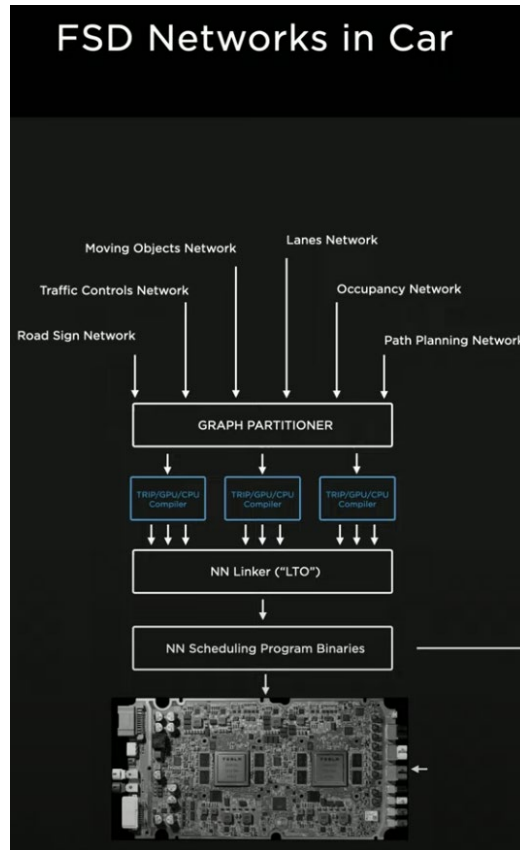 FSD Networks in Car
Lanes Network
Moving Objects Network
Traffic Controls Network
Occupancy Network
Road Sign Network
Path Planning Network
GRAPH PARTITIONER
TRIP/GPU/CPU
Compiler
TRIP/GPU/CPU
Compiler
TRIP/GPU/CPU
Compiler
NN Linker ("LTO")
NN Scheduling Program Binaries
TESLA
TESLA